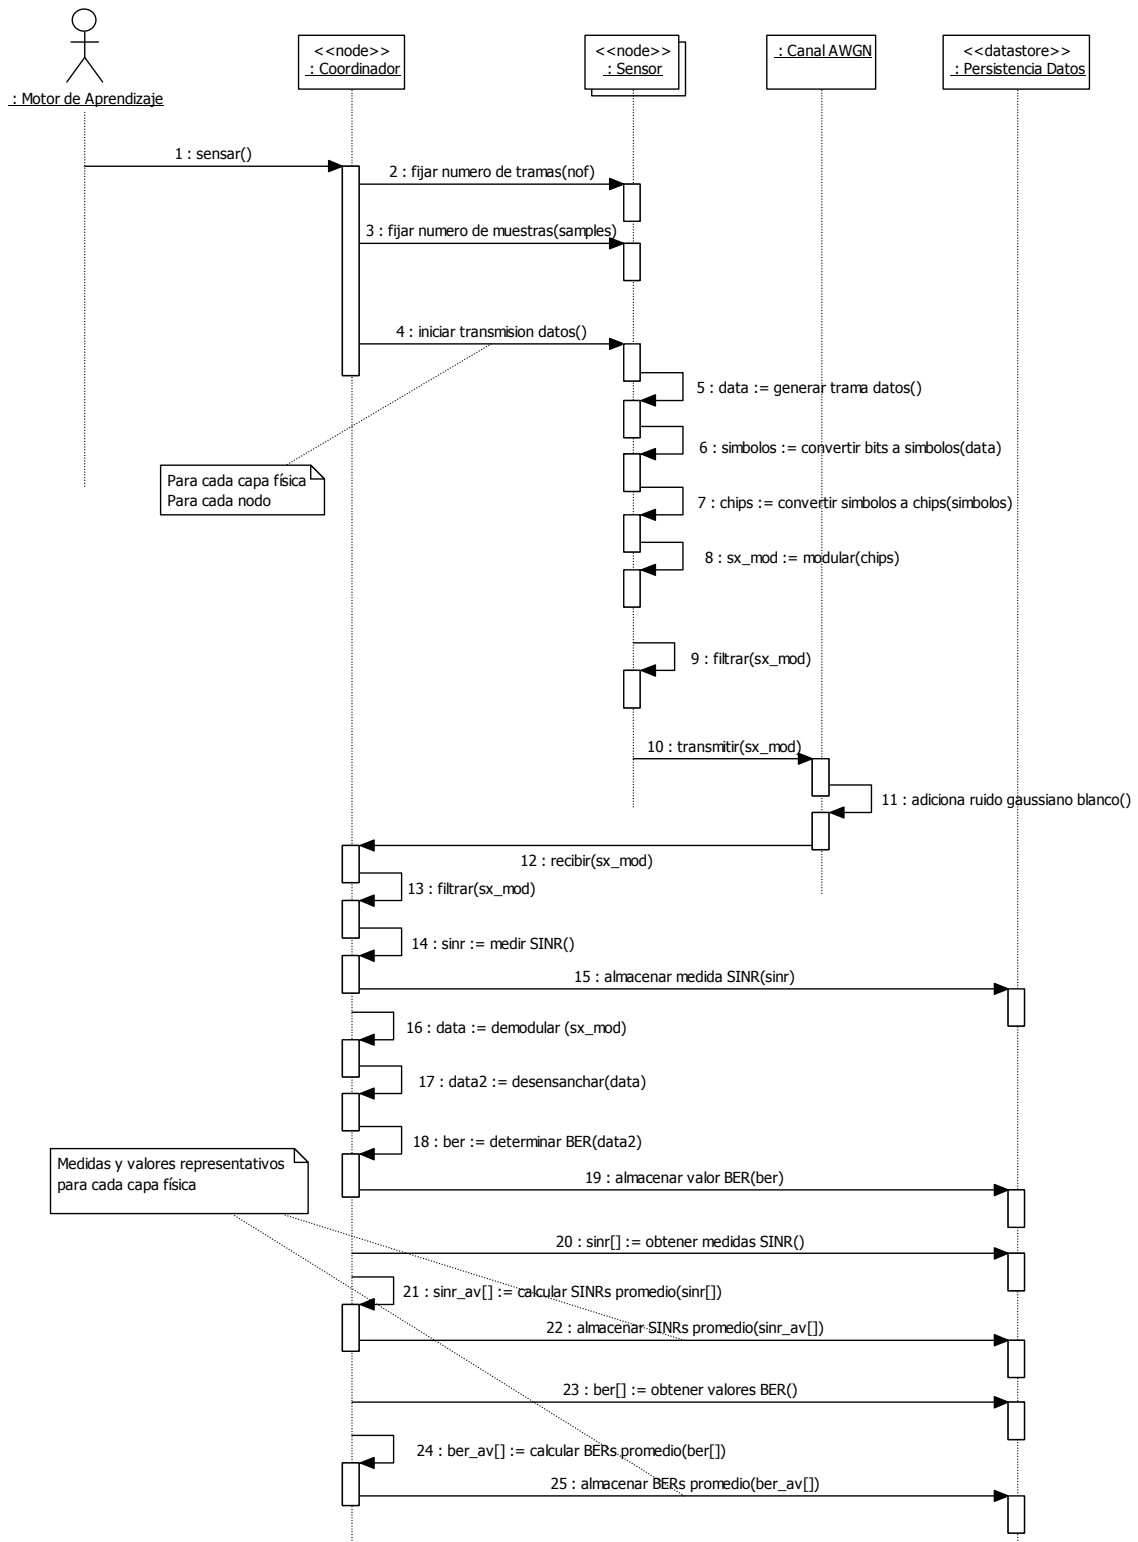 <<node>>
: Coordinador
<<node>>
: Sensor
: Canal AWGN
<<datastore>>
: Persistencia Datos
: Motor de Aprendizaje
1 : sensar()
2 : fijar numero de tramas(nof)
3 : fijar numero de muestras(samples)
4 : iniciar transmision datos()
5 : data := generar trama datos()
6 : simbolos := convertir bits a simbolos(data)
Para cada capa física
Para cada nodo
7 : chips := convertir simbolos a chips(simbolos)
8 : sx_mod := modular(chips)
9 : filtrar(sx_mod)
10 : transmitir(sx_mod)
11 : adiciona ruido gaussiano blanco()
12 : recibir(sx_mod)
13 : filtrar(sx_mod)
14 : sinr := medir SINR()
15 : almacenar medida SINR(sinr)
16 : data := demodular (sx_mod)
17 : data2 := desensanchar(data)
18 : ber := determinar BER(data2)
Medidas y valores representativos
para cada capa física
19 : almacenar valor BER(ber)
20 : sinr[] := obtener medidas SINR()
21 : sinr_av[] := calcular SINRs promedio(sinr[])
22 : almacenar SINRs promedio(sinr_av[])
23 : ber[] := obtener valores BER()
24 : ber_av[] := calcular BERs promedio(ber[])
25 : almacenar BERs promedio(ber_av[])